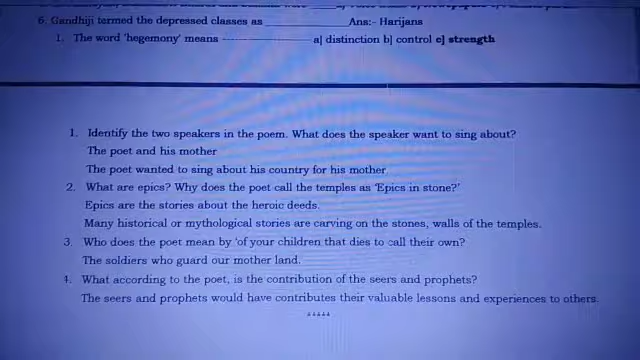 6. Gandhiji termed the depressed classes as ____________ Ans:- Harijans
1. The word 'hegemony' means -------------------- a] distinction b] control c] strength
1. Identify the two speakers in the poem. What does the speaker want to sing about?
The poet and his mother
The poet wanted to sing about his country for his mother.
2. What are epics? Why does the poet call the temples as 'Epics in stone?'
Epics are the stories about the heroic deeds.
Many historical or mythological stories are carving on the stones, walls of the temples.
3. Who does the poet mean by 'of your children that dies to call their own?
The soldiers who guard our mother land.
4. What according to the poet, is the contribution of the seers and prophets?
The seers and prophets would have contributes their valuable lessons and experiences to others.
*****